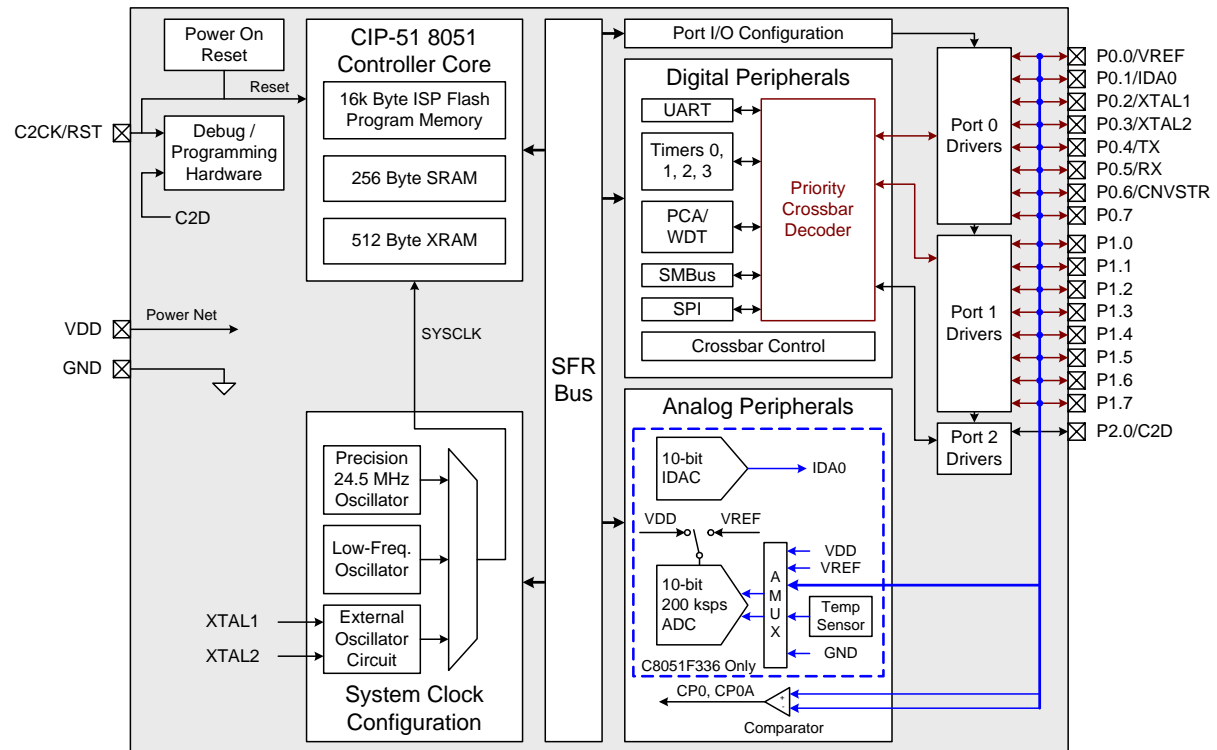 Power On
Reset
Reset
C2CK/RST
Debug /
Programming
Hardware
C2D
VDD
Power Net
GND
CIP-51 8051
Controller Core
16k Byte ISP Flash
Program Memory
256 Byte SRAM
512 Byte XRAM
SYSCLK
Precision
24.5 MHz
Oscillator
Low-Freq.
Oscillator
XTAL1
XTAL2
External
Oscillator
Circuit
System Clock
Configuration
SFR
Bus
Port I/O Configuration
Digital Peripherals
UART
Timers 0,
1, 2, 3
PCA/
WDT
SMBus
SPI
Priority
Crossbar
Decoder
Crossbar Control
Analog Peripherals
10-bit
IDAC
IDA0
VDD
VREF
10-bit
200 ksps
ADC
A
M
U
X
VDD
VREF
Temp
Sensor
GND
C8051F336 Only
CP0, CP0A
+
-
Comparator
Port 0
Drivers
Port 1
Drivers
Port 2
Drivers
P0.0/VREF
P0.1/IDA0
P0.2/XTAL1
P0.3/XTAL2
P0.4/TX
P0.5/RX
P0.6/CNVSTR
P0.7
P1.0
P1.1
P1.2
P1.3
P1.4
P1.5
P1.6
P1.7
P2.0/C2D